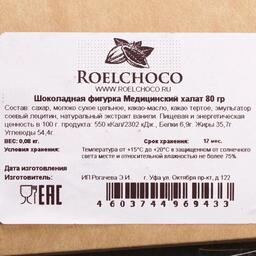 ROELCHOCO
WWW.ROELCHOCO.RU
Шоколадная фигурка Медицинский халат 80 гр
Состав: сахар, молоко сухое цельное, какао-масло, какао тертое, эмульгатор
соевый лецитин, натуральный экстракт ванили. Пищевая и энергетическая
ценность в 100 г. продукта: 550 кКал/2302 кДж., Белки 6,9г. Жиры 35,7г.
Углеводы 54,4г.
ВЕС: 0,08 кг. Срок хранения: 12 мес.
Условия хранения: Температура от +15°С до +20°С в защищенном от солнечного
света месте и относительной влажностью не более 75%
Дата изготовления
Изготовитель: ИП Рогачева Э.И. г. Уфа ул. Октября пр-кт, д 122
EAC
4 603744 969433